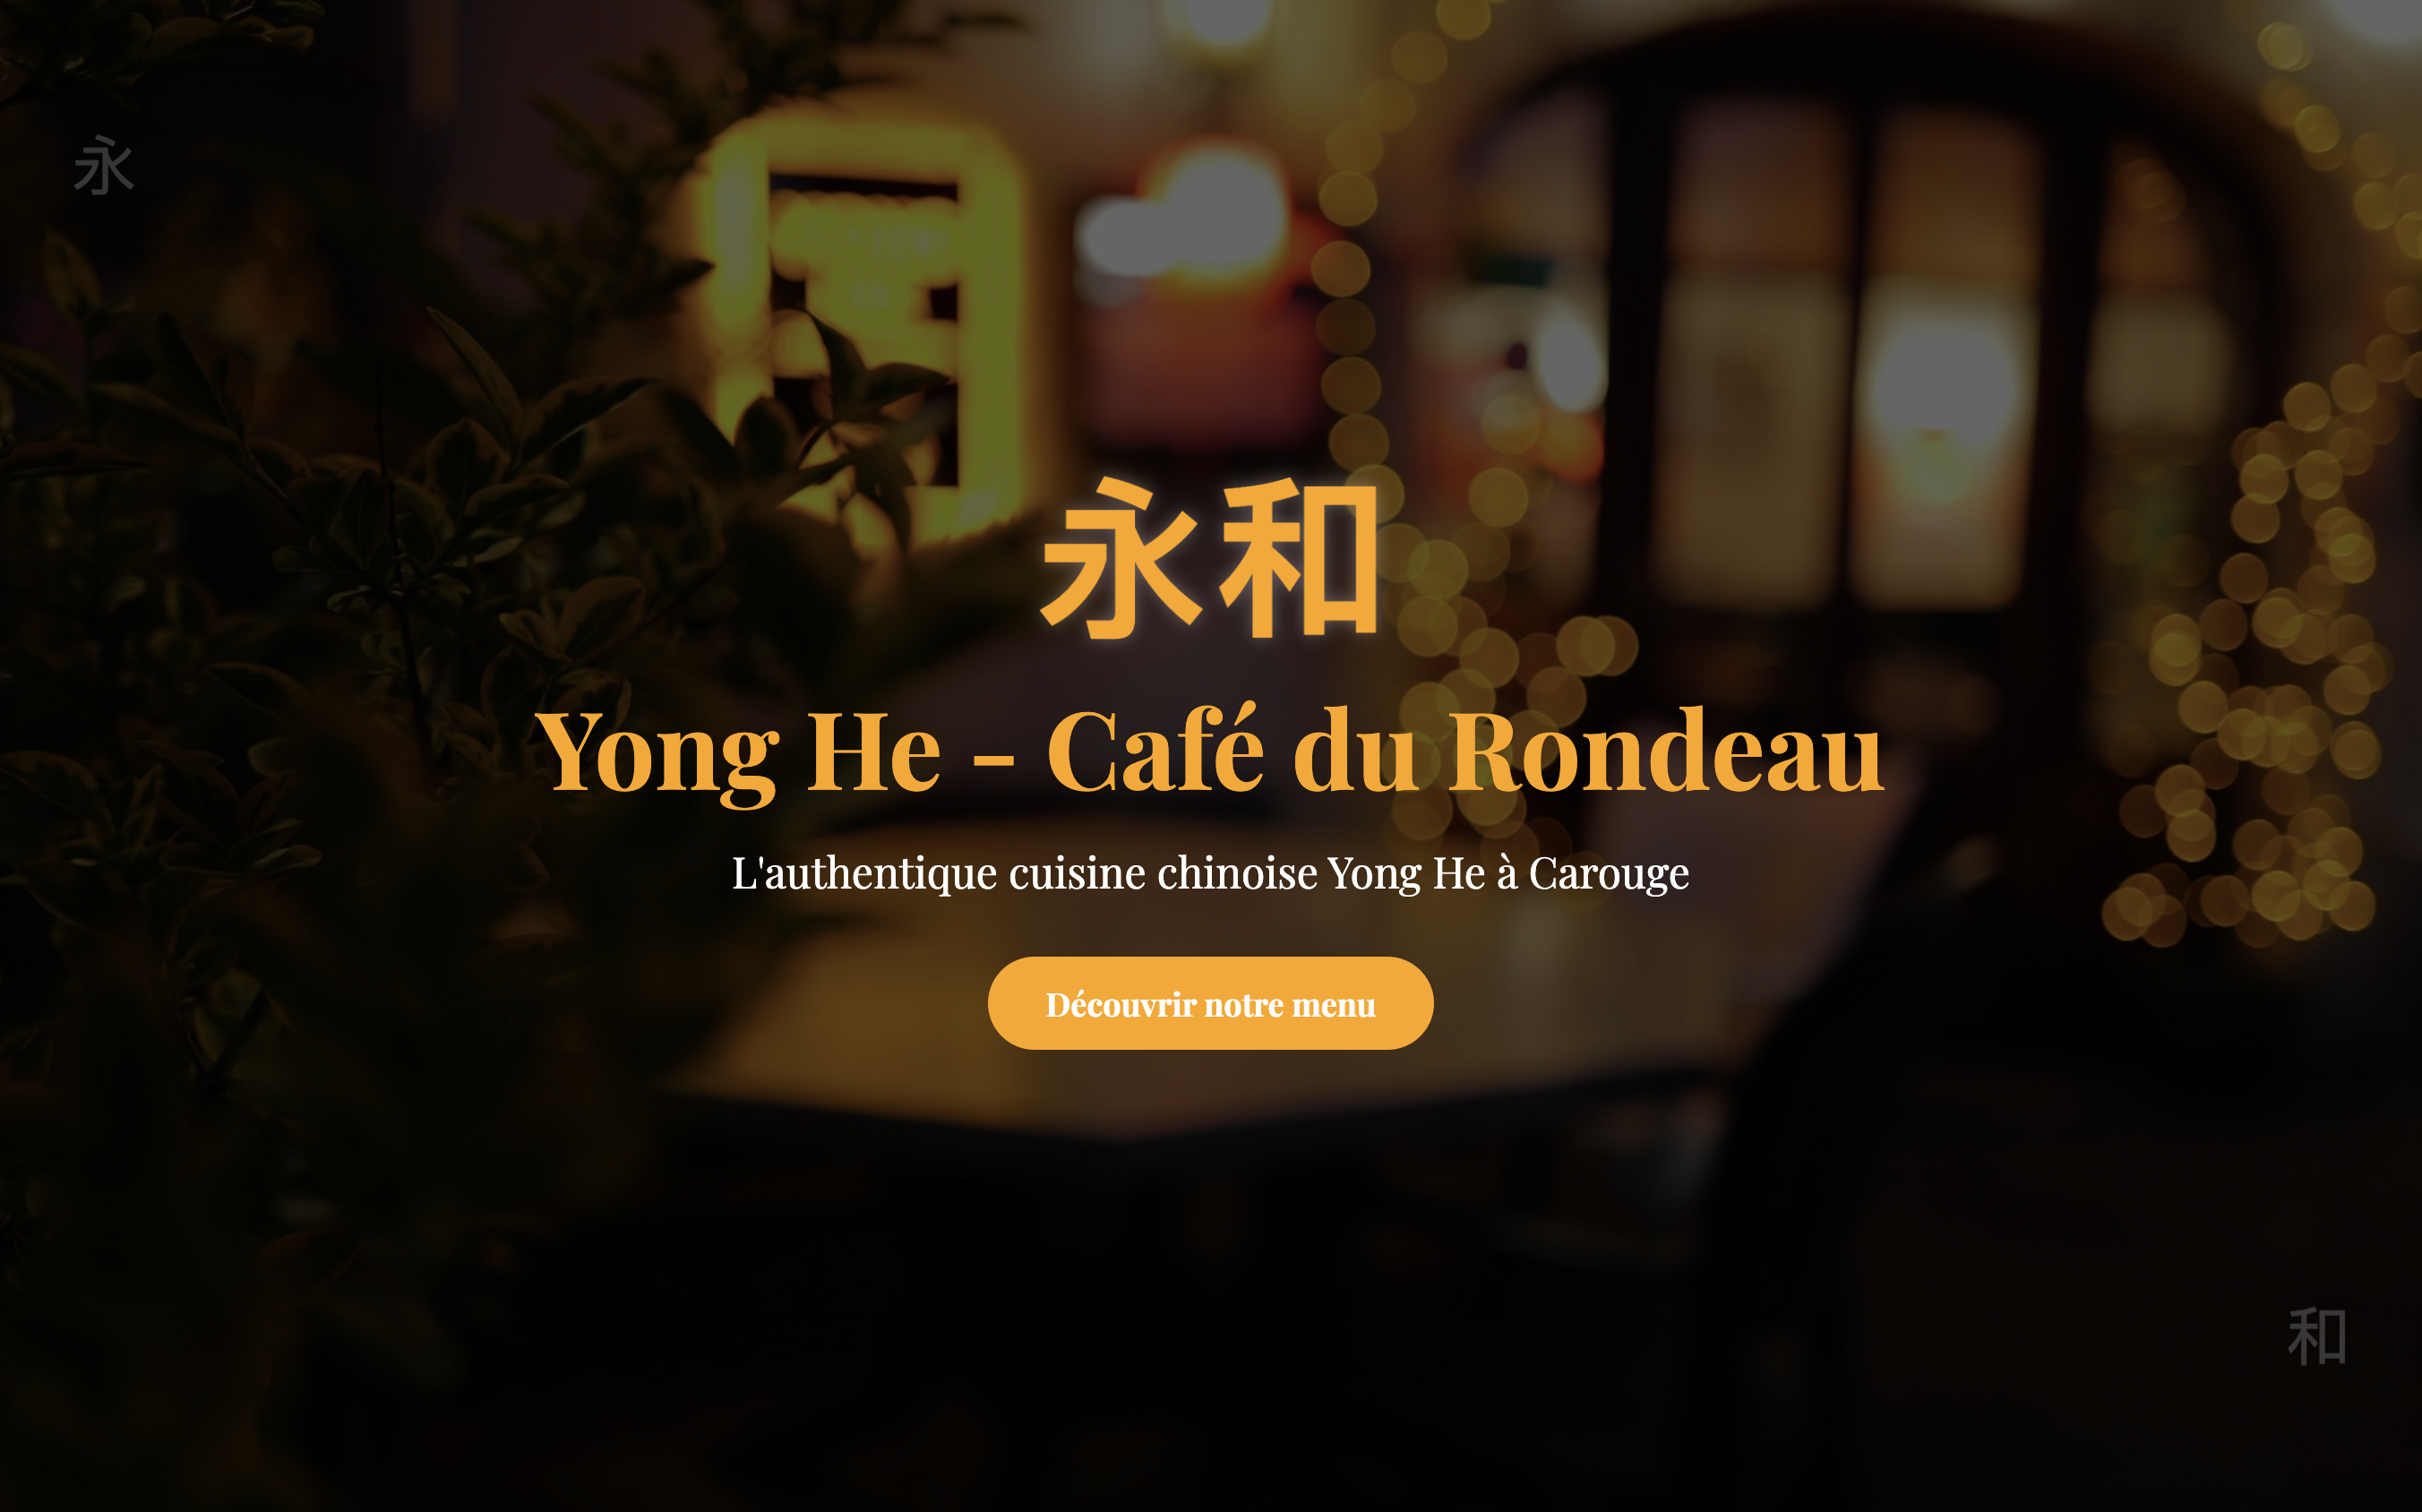 永
永和
Yong He - Café du Rondeau
L'authentique cuisine chinoise Yong He à Carouge
Découvrir notre menu
和